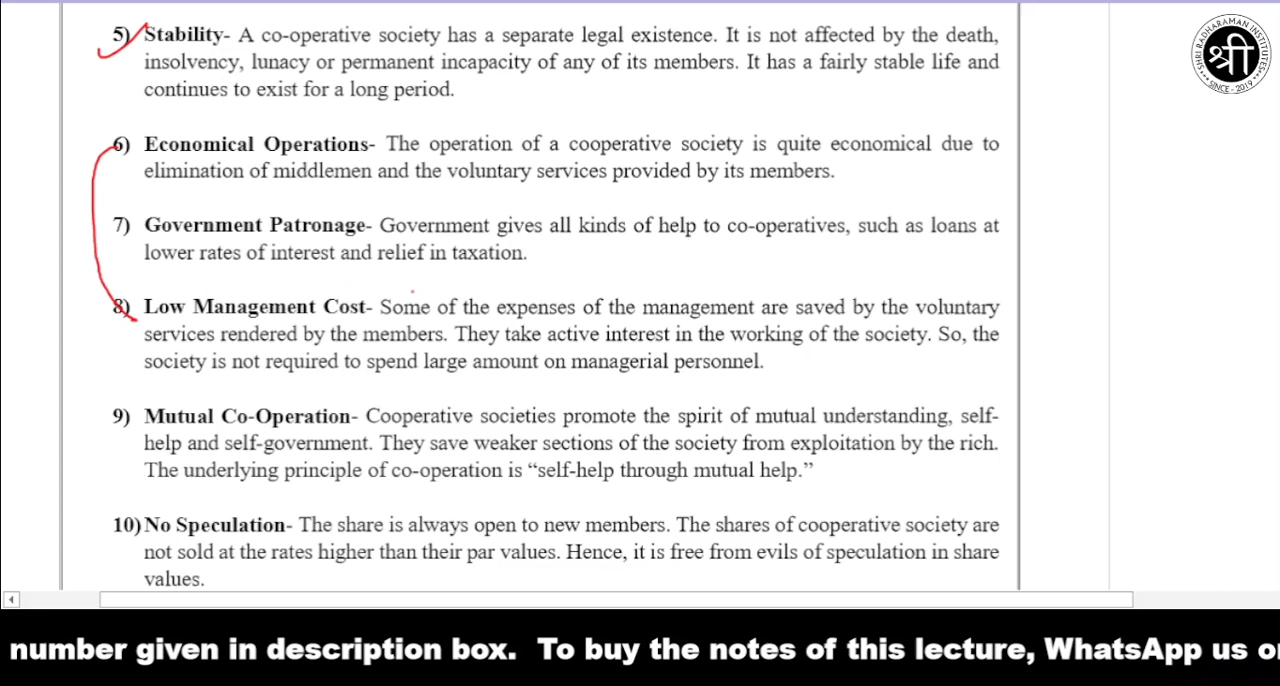 5) Stability- A co-operative society has a separate legal existence. It is not affected by the death,
insolvency, lunacy or permanent incapacity of any of its members. It has a fairly stable life and
continues to exist for a long period.
6) Economical Operations- The operation of a cooperative society is quite economical due to
elimination of middlemen and the voluntary services provided by its members.
7) Government Patronage- Government gives all kinds of help to co-operatives, such as loans at
lower rates of interest and relief in taxation.
8) Low Management Cost- Some of the expenses of the management are saved by the voluntary
services rendered by the members. They take active interest in the working of the society. So, the
society is not required to spend large amount on managerial personnel.
9) Mutual Co-Operation- Cooperative societies promote the spirit of mutual understanding, self-
help and self-government. They save weaker sections of the society from exploitation by the rich.
The underlying principle of co-operation is “self-help through mutual help.”
10) No Speculation- The share is always open to new members. The shares of cooperative society are
not sold at the rates higher than their par values. Hence, it is free from evils of speculation in share
values.
SHRI RADHARAMAN INSTITUTES
श्री
SINCE - 2019
number given in description box. To buy the notes of this lecture, WhatsApp us o